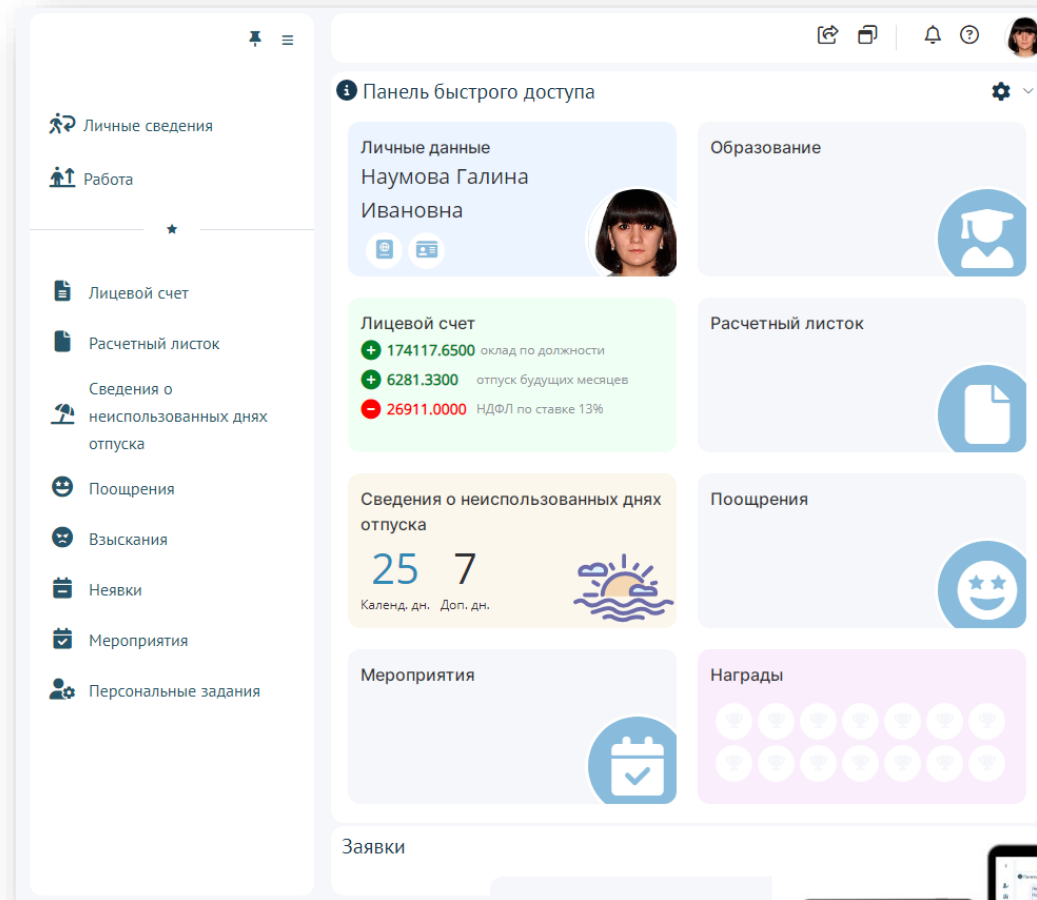 Личные сведения
Работа
Лицевой счет
Расчетный листок
Сведения о
неиспользованных днях
отпуска
Поощрения
Взыскания
Неявки
Мероприятия
Персональные задания
Панель быстрого доступа
Личные данные
Наумова Галина
Ивановна
Образование
Лицевой счет
174117.6500 оклад по должности
6281.3300 отпуск будущих месяцев
26911.0000 НДФЛ по ставке 13%
Расчетный листок
Сведения о неиспользованных днях
отпуска
25 7
Календ. дн. Доп. дн.
Поощрения
Мероприятия
Награды
Заявки